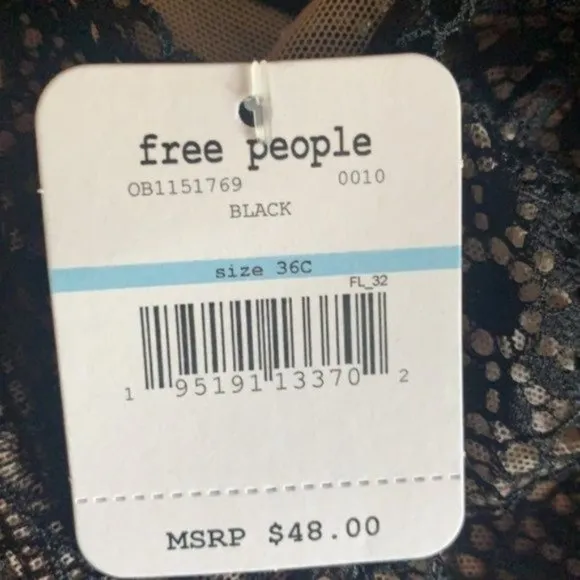 free people
OB1151769 0010
BLACK
size 36C
FL_32
1 95191 13370 2
MSRP $48.00